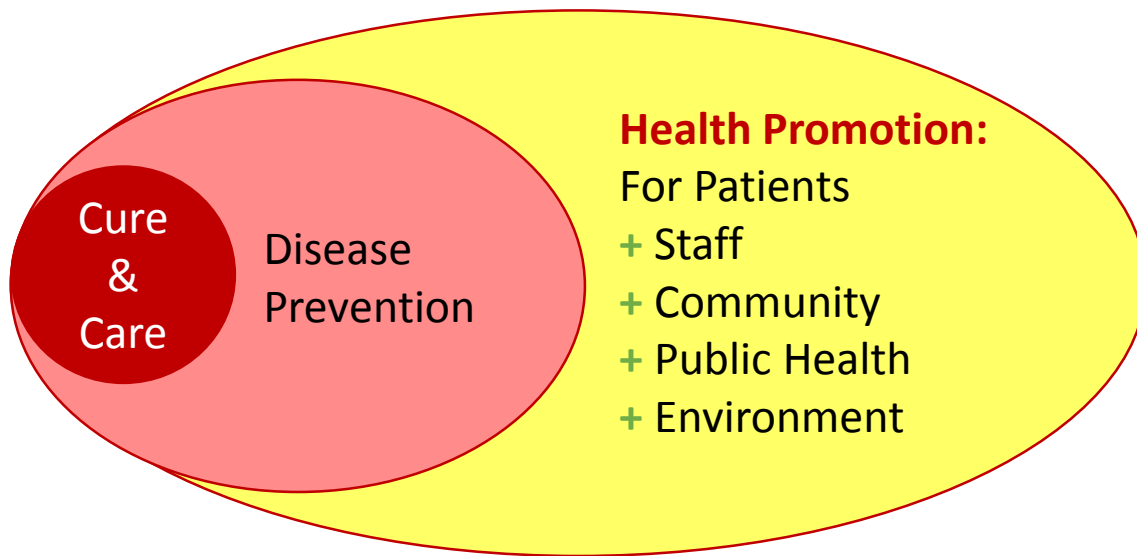 Cure
&
Care
Disease
Prevention
Health Promotion:
For Patients
+ Staff
+ Community
+ Public Health
+ Environment